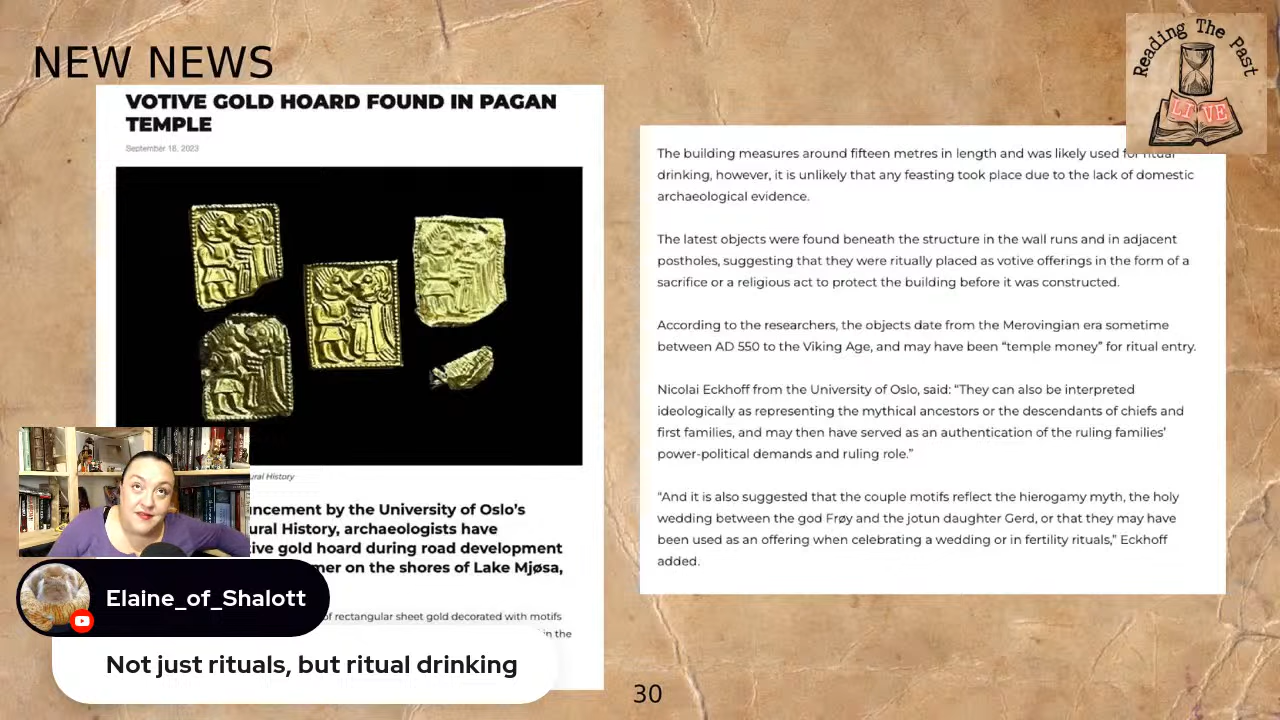 NEW NEWS
Reading The Past
LIVE
VOTIVE GOLD HOARD FOUND IN PAGAN
TEMPLE
September 18, 2023
ural History
ncement by the University of Oslo's
ural History, archaeologists have
tive gold hoard during road development
mer on the shores of Lake Mjøsa,
of rectangular sheet gold decorated with motifs
in the
The building measures around fifteen metres in length and was likely used for ritual
drinking, however, it is unlikely that any feasting took place due to the lack of domestic
archaeological evidence.
The latest objects were found beneath the structure in the wall runs and in adjacent
postholes, suggesting that they were ritually placed as votive offerings in the form of a
sacrifice or a religious act to protect the building before it was constructed.
According to the researchers, the objects date from the Merovingian era sometime
between AD 550 to the Viking Age, and may have been “temple money” for ritual entry.
Nicolai Eckhoff from the University of Oslo, said: “They can also be interpreted
ideologically as representing the mythical ancestors or the descendants of chiefs and
first families, and may then have served as an authentication of the ruling families’
power-political demands and ruling role.”
“And it is also suggested that the couple motifs reflect the hierogamy myth, the holy
wedding between the god Frøy and the jotun daughter Gerd, or that they may have
been used as an offering when celebrating a wedding or in fertility rituals,” Eckhoff
added.
Elaine_of_Shalott
Not just rituals, but ritual drinking
30